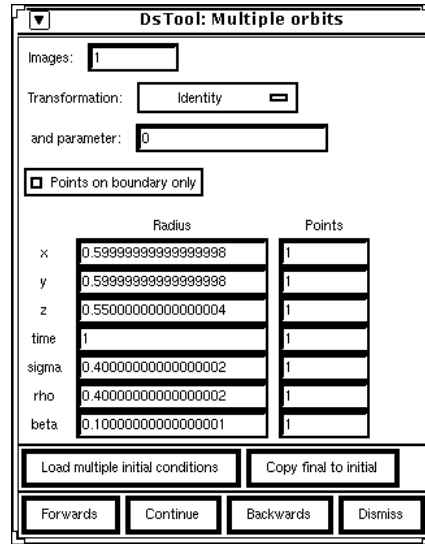 DsTool: Multiple orbits
Images: 1
Transformation: Identity
and parameter: 0
Points on boundary only
Radius Points
x 0.59999999999999998 1
y 0.59999999999999998 1
z 0.55000000000000004 1
time 1 1
sigma 0.40000000000000002 1
rho 0.40000000000000002 1
beta 0.10000000000000001 1
Load multiple initial conditions Copy final to initial
Forwards Continue Backwards Dismiss